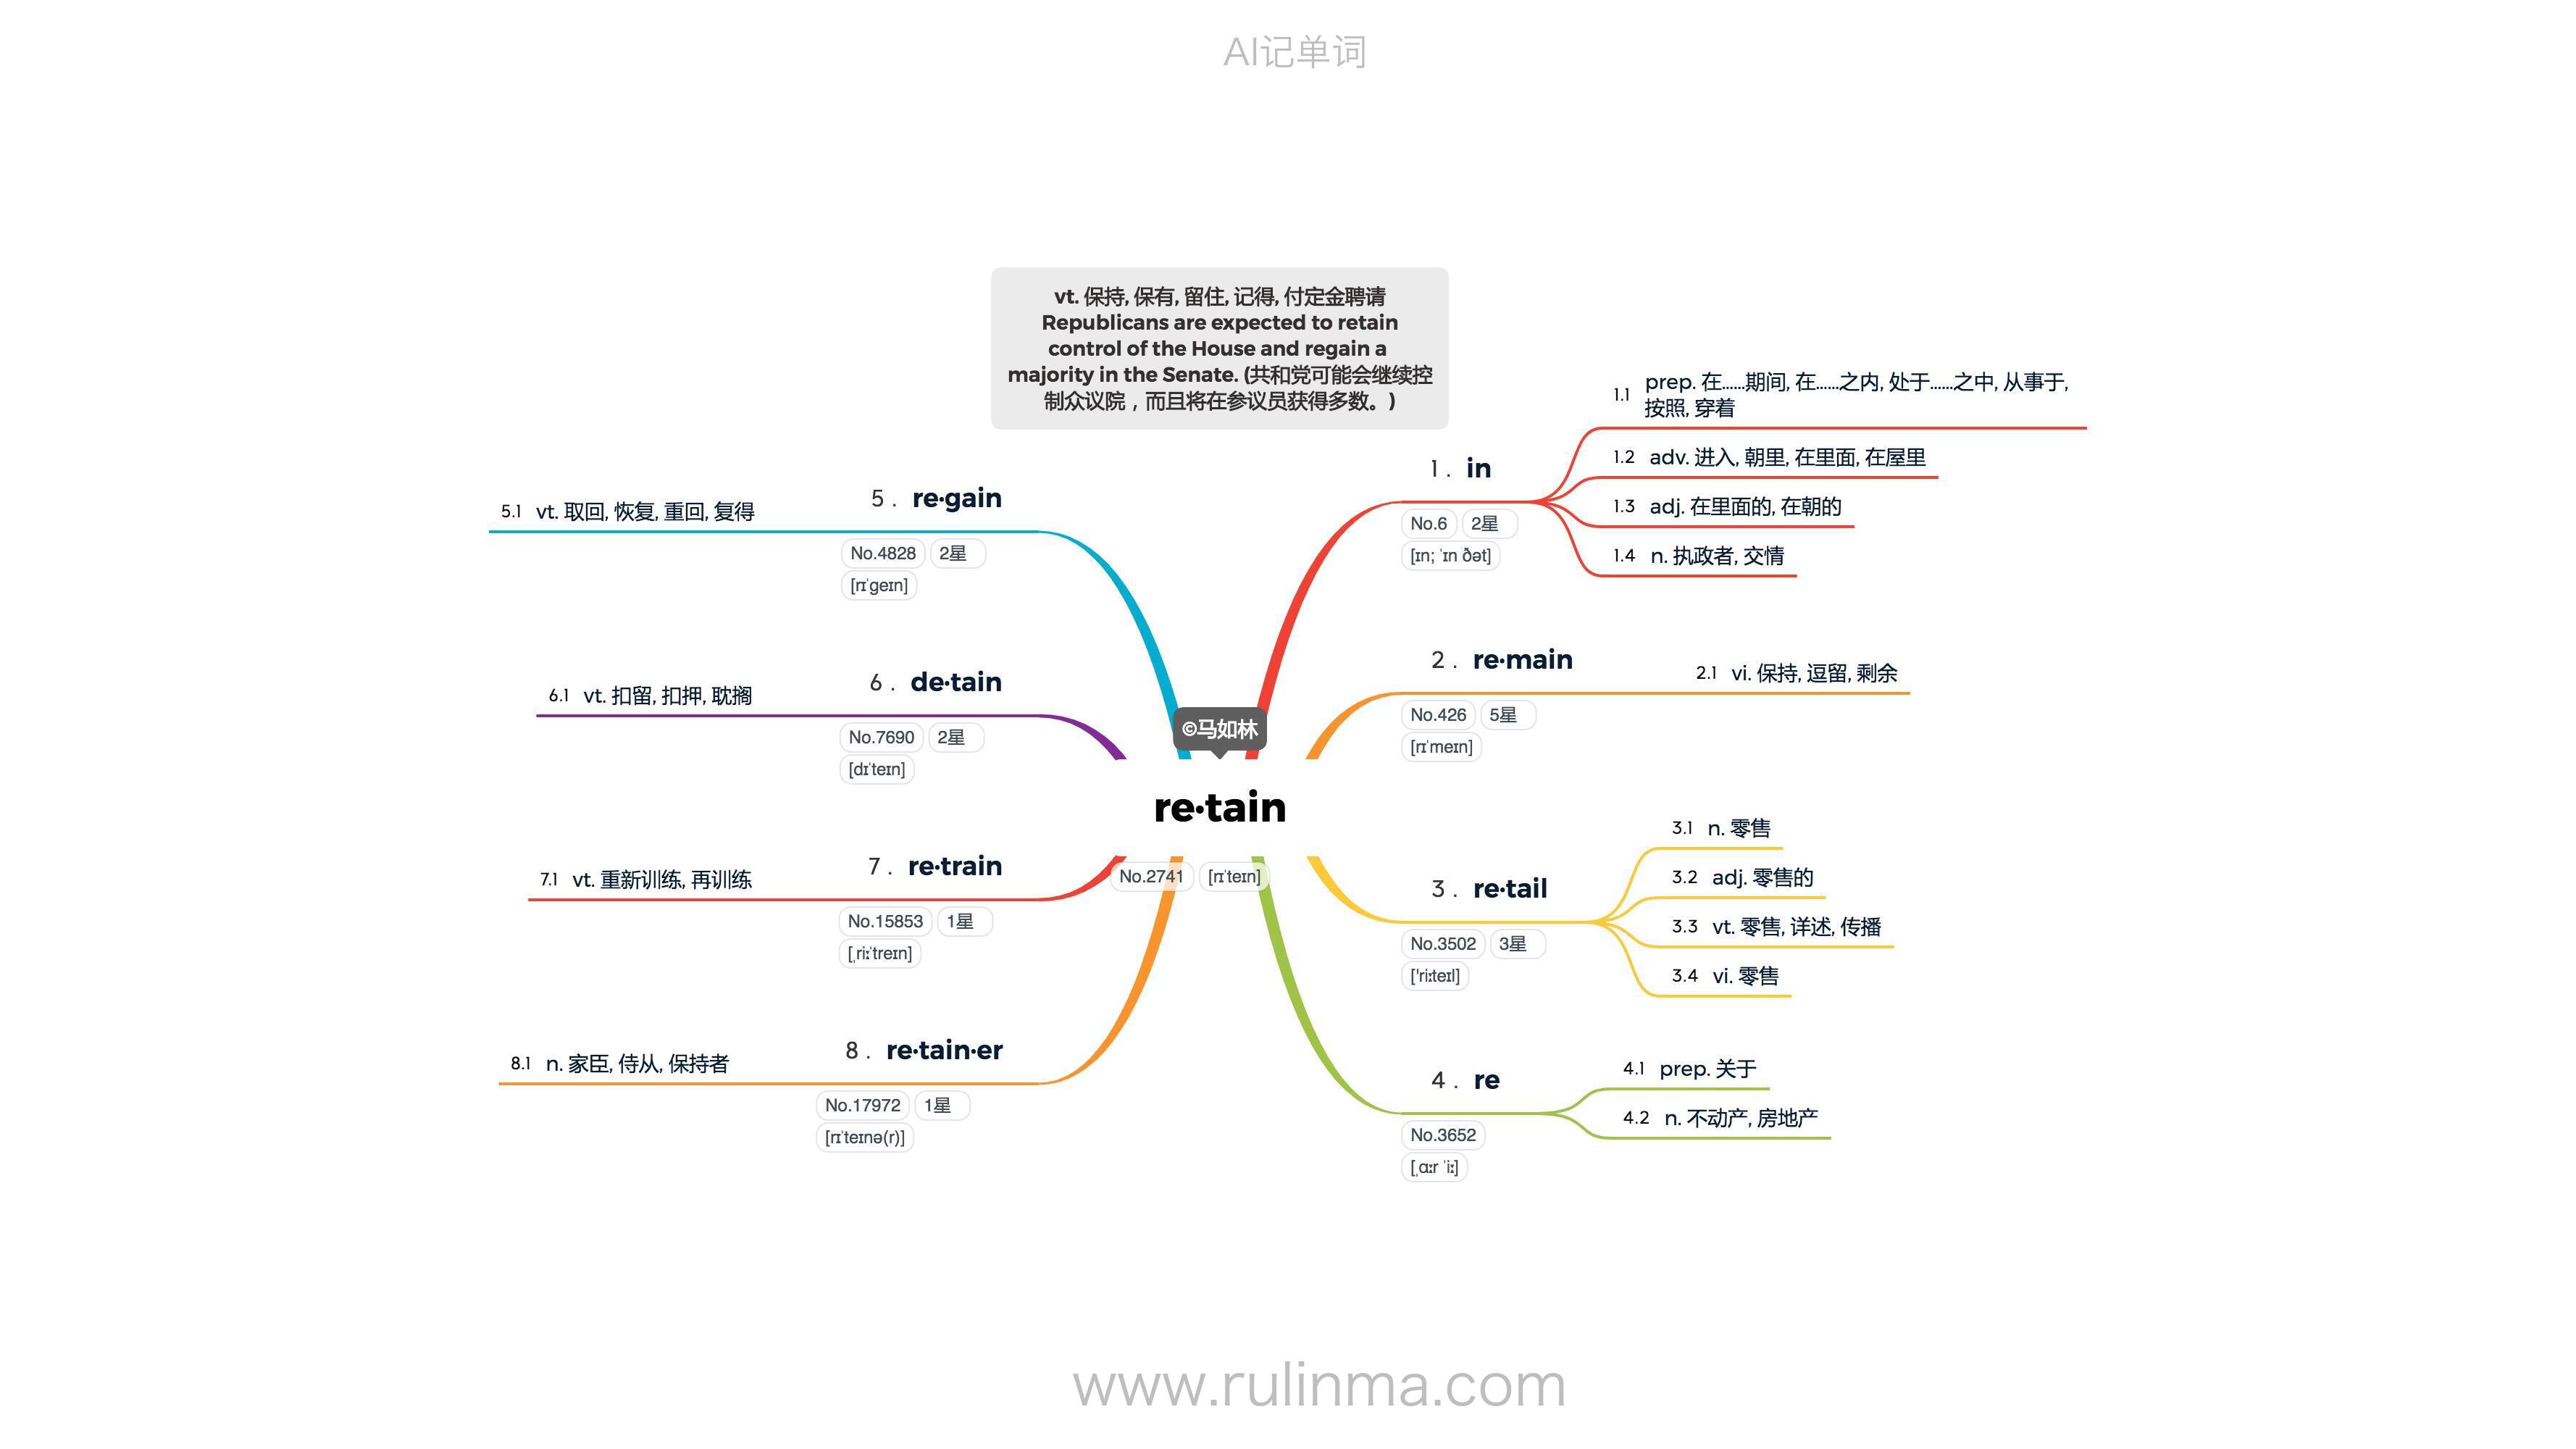 AI记单词
vt. 保持, 保有, 留住, 记得, 付定金聘请
Republicans are expected to retain
control of the House and regain a
majority in the Senate. (共和党可能会继续控
制众议院，而且将在参议员获得多数。)
©马如林
re·tain
No.2741 [rɪˈteɪn]
1 . in
No.6 2星
[ɪn; ˈɪn ðət]
1.1 prep. 在……期间, 在……之内, 处于……之中, 从事于,
按照, 穿着
1.2 adv. 进入, 朝里, 在里面, 在屋里
1.3 adj. 在里面的, 在朝的
1.4 n. 执政者, 交情
2 . re·main
No.426 5星
[rɪˈmeɪn]
2.1 vi. 保持, 逗留, 剩余
3 . re·tail
No.3502 3星
[ˈriːteɪl]
3.1 n. 零售
3.2 adj. 零售的
3.3 vt. 零售, 详述, 传播
3.4 vi. 零售
4 . re
No.3652
[ˌɑːr ˈiː]
4.1 prep. 关于
4.2 n. 不动产, 房地产
5 . re·gain
No.4828 2星
[rɪˈɡeɪn]
5.1 vt. 取回, 恢复, 重回, 复得
6 . de·tain
No.7690 2星
[dɪˈteɪn]
6.1 vt. 扣留, 扣押, 耽搁
7 . re·train
No.15853 1星
[ˌriːˈtreɪn]
7.1 vt. 重新训练, 再训练
8 . re·tain·er
No.17972 1星
[rɪˈteɪnə(r)]
8.1 n. 家臣, 侍从, 保持者
www.rulinma.com